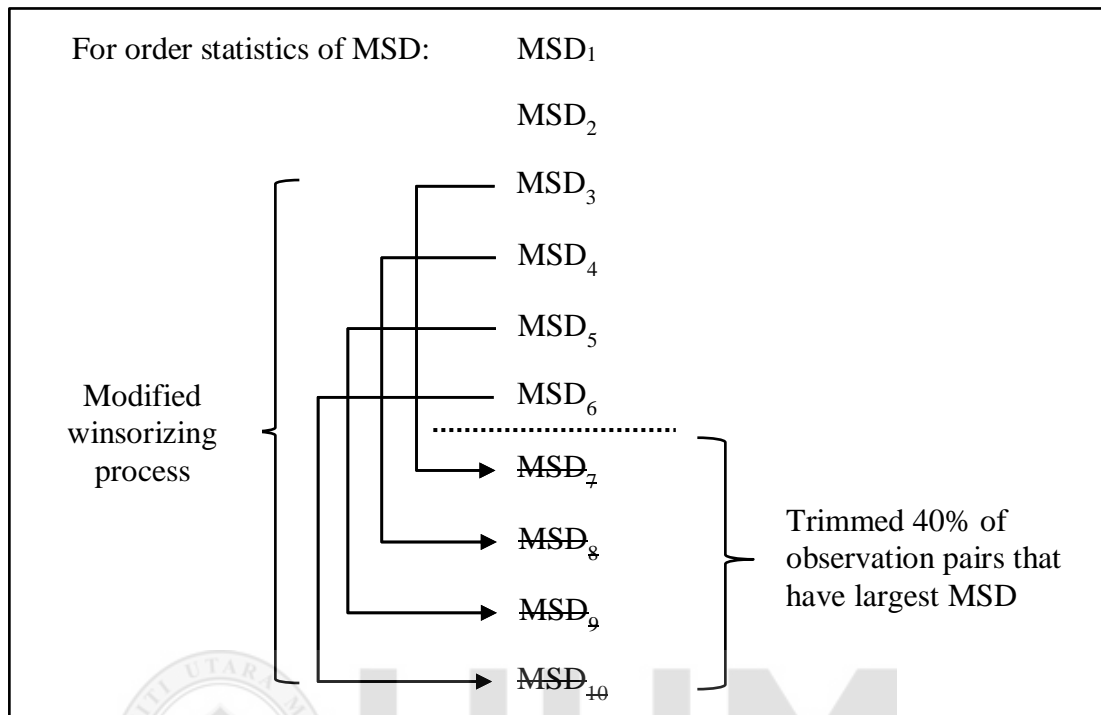 For order statistics of MSD: MSD₁
MSD₂
MSD₃
MSD₄
MSD₅
MSD₆
Modified
winsorizing
process
MSD₇
MSD₈
MSD₉
MSD₁₀
Trimmed 40% of
observation pairs that
have largest MSD
UTARA